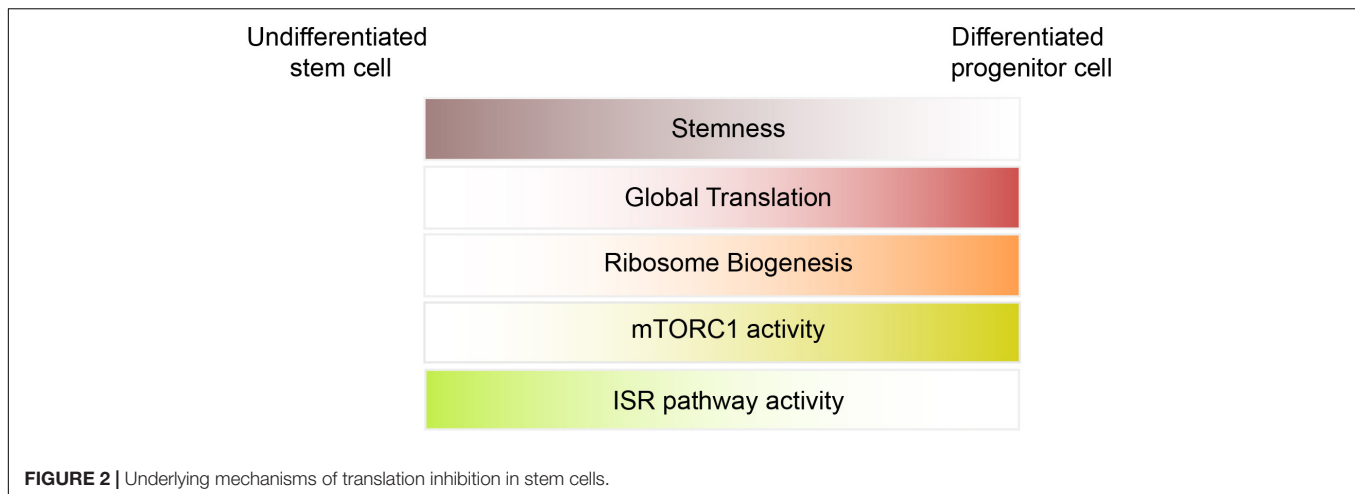 Undifferentiated
stem cell
Differentiated
progenitor cell
Stemness
Global Translation
Ribosome Biogenesis
mTORC1 activity
ISR pathway activity
FIGURE 2 | Underlying mechanisms of translation inhibition in stem cells.